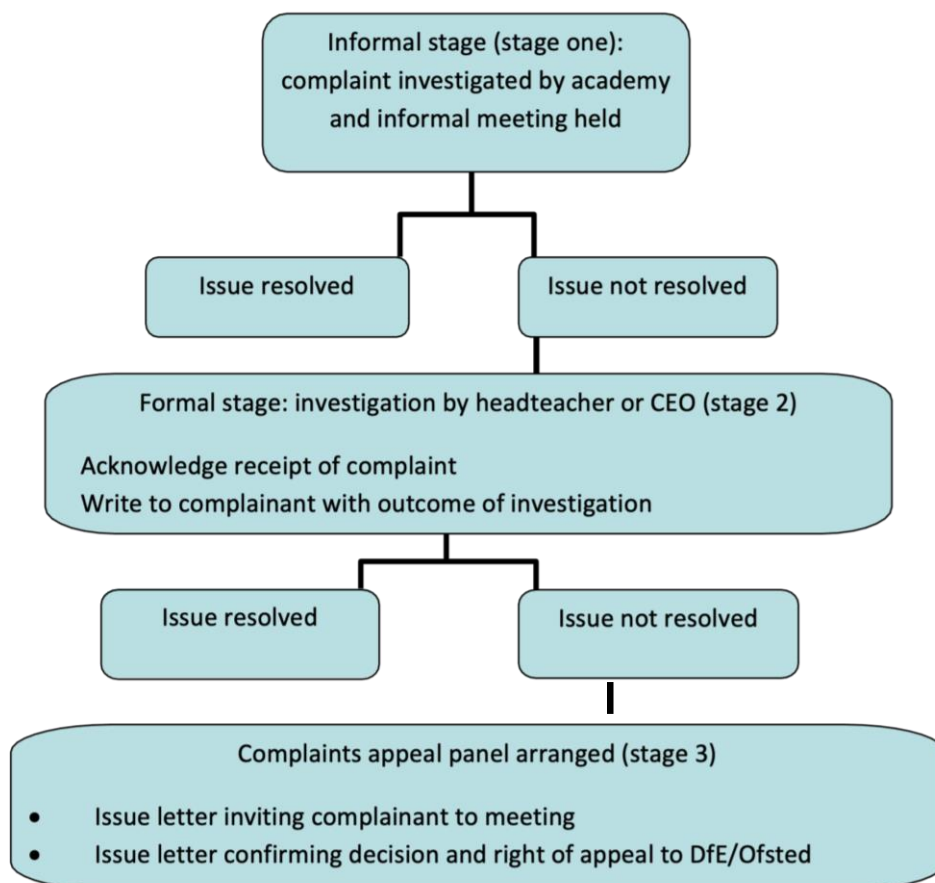 Informal stage (stage one):
complaint investigated by academy
and informal meeting held
Issue resolved
Issue not resolved
Formal stage: investigation by headteacher or CEO (stage 2)
Acknowledge receipt of complaint
Write to complainant with outcome of investigation
Issue resolved
Issue not resolved
Complaints appeal panel arranged (stage 3)
• Issue letter inviting complainant to meeting
• Issue letter confirming decision and right of appeal to DfE/Ofsted